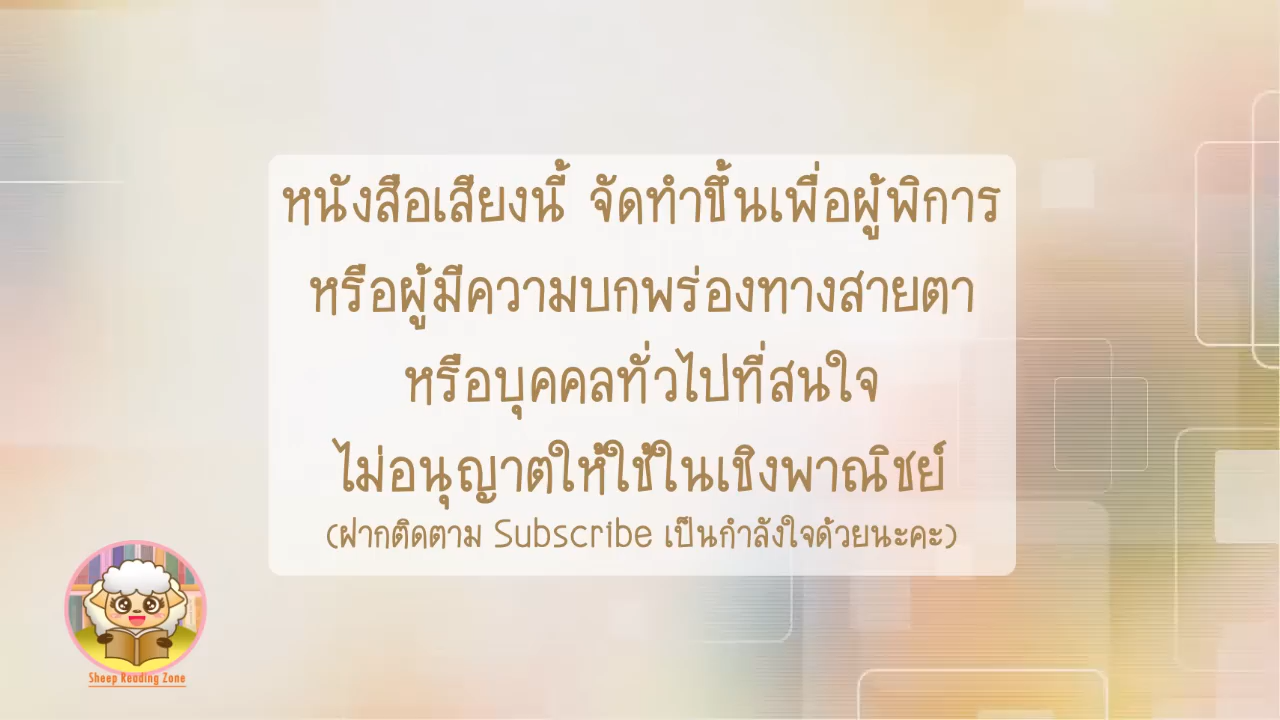 หนังสือเสียงนี้ จัดทำขึ้นเพื่อผู้พิการ
หรือผู้มีความบกพร่องทางสายตา
หรือบุคคลทั่วไปที่สนใจ
ไม่อนุญาตให้ใช้ในเชิงพาณิชย์
(ฝากติดตาม Subscribe เป็นกำลังใจด้วยนะคะ)
Sheep Reading Zone